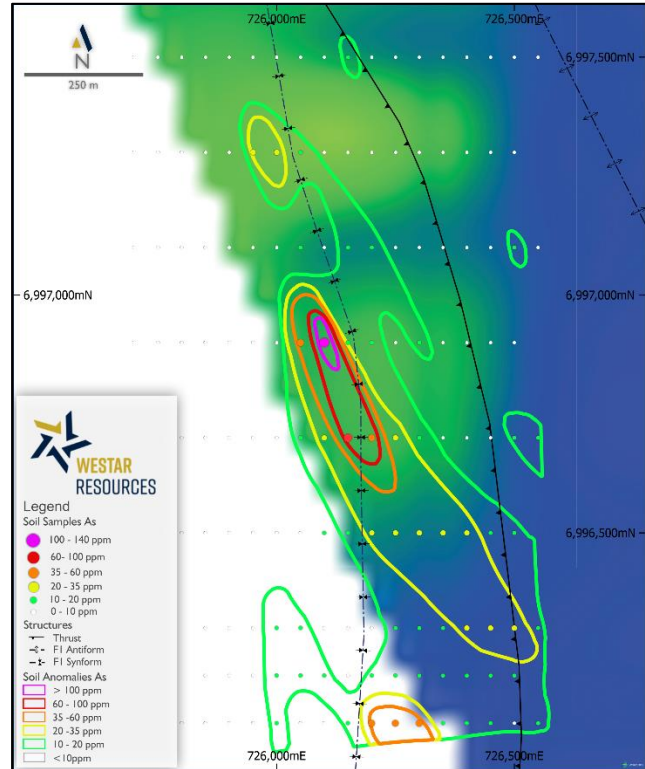 726,000mE 726,500mE
N
250 m
6,997,500mN
6,997,000mN 6,997,000mN
WESTAR
RESOURCES
Legend
Soil Samples As
100 - 140 ppm
60- 100 ppm
35 - 60 ppm
20 - 35 ppm
10 - 20 ppm
0 - 10 ppm
Structures
Thrust
F1 Antiform
F1 Synform
Soil Anomalies As
> 100 ppm
60 - 100 ppm
35-60 ppm
20-35 ppm
10 - 20 ppm
<10ppm
6,996,500mN
726,000mE 726,500mE